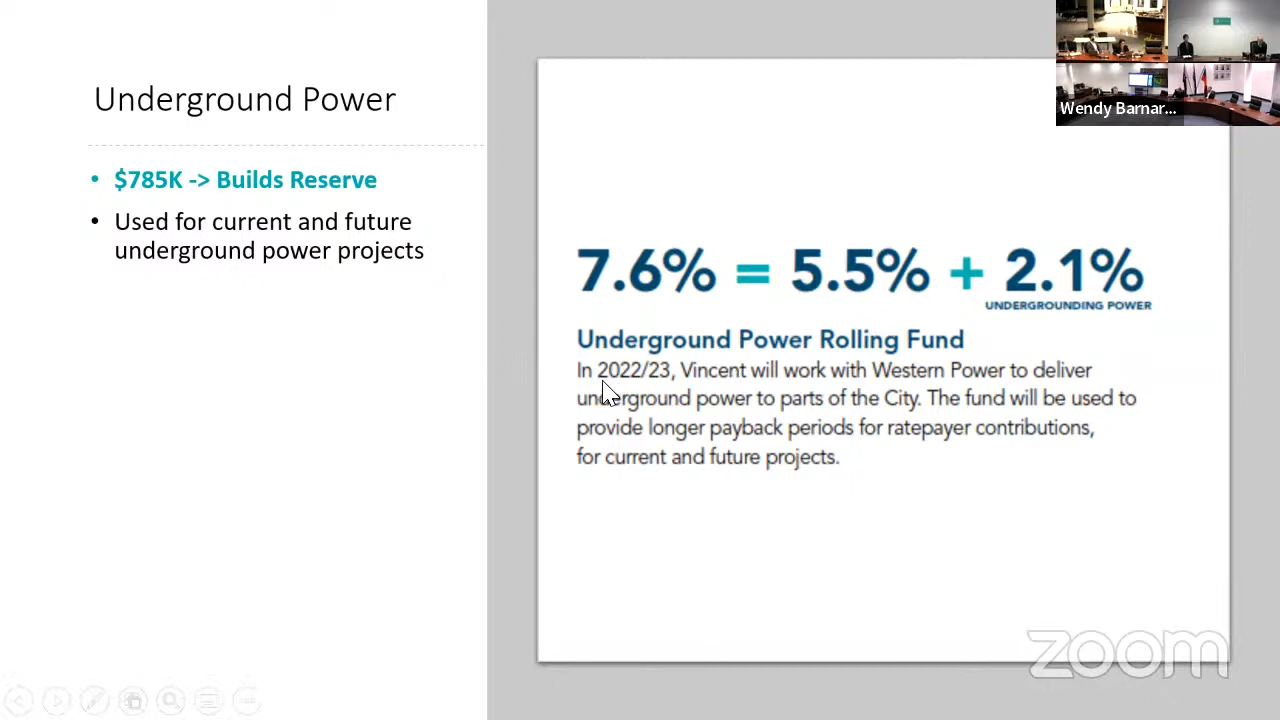 Underground Power
• $785K -> Builds Reserve
• Used for current and future
underground power projects
7.6% = 5.5% + 2.1%
UNDERGROUNDING POWER
Underground Power Rolling Fund
In 2022/23, Vincent will work with Western Power to deliver
underground power to parts of the City. The fund will be used to
provide longer payback periods for ratepayer contributions,
for current and future projects.
Wendy Barnar...
zoom